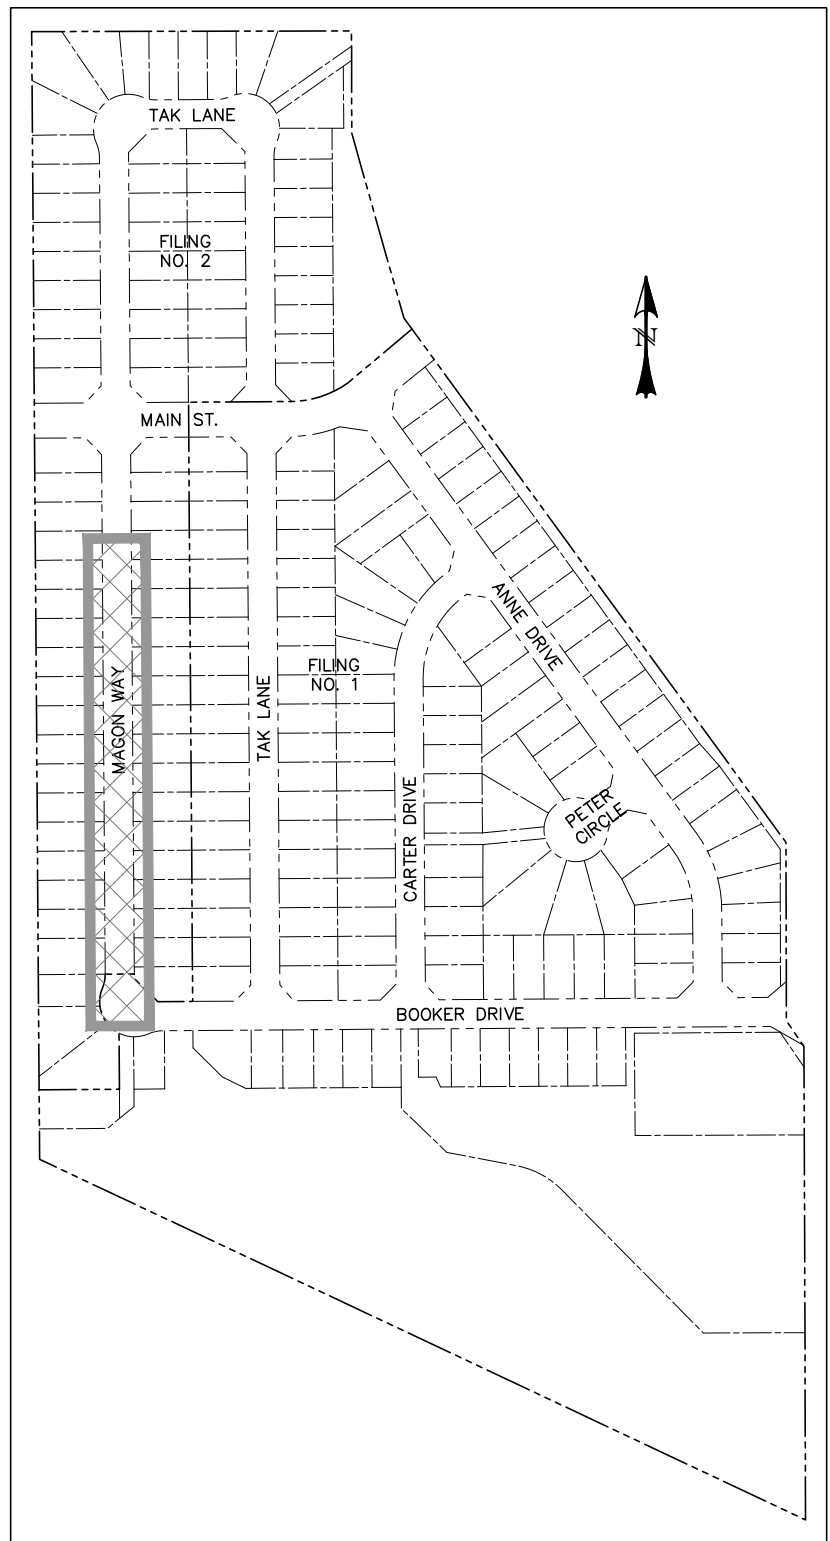 TAK LANE
FILING
NO. 2
N
MAIN ST.
ANNE DRIVE
FILING
NO. 1
MAGON WAY
TAK LANE
CARTER DRIVE
PETER
CIRCLE
BOOKER DRIVE